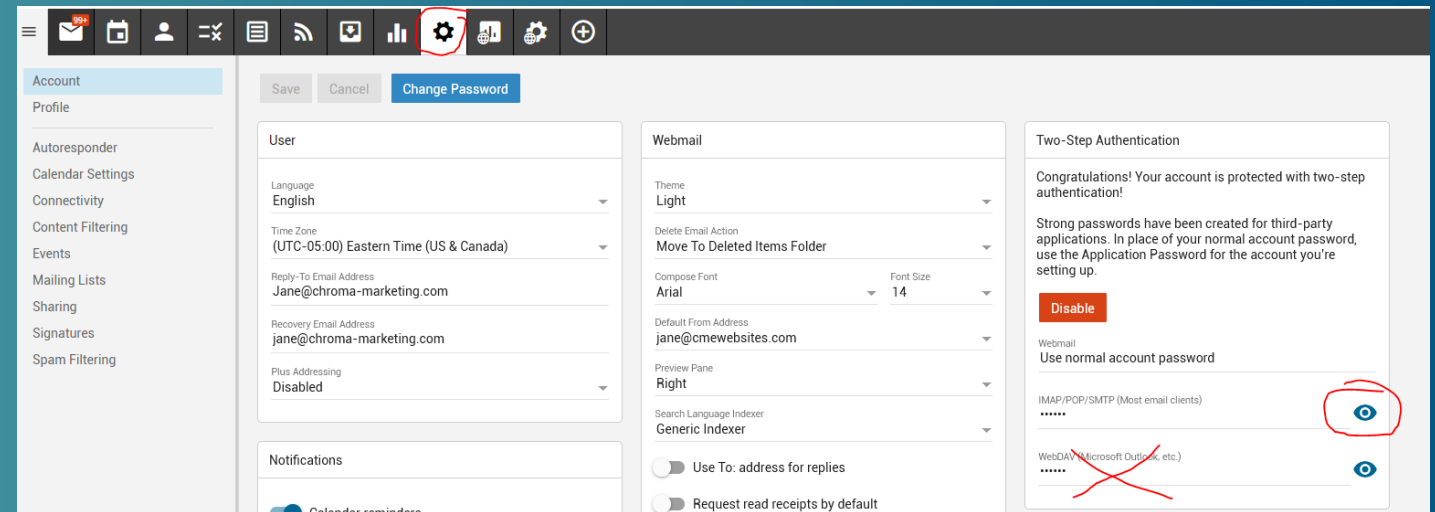 99+
Account
Profile
Autoresponder
Calendar Settings
Connectivity
Content Filtering
Events
Mailing Lists
Sharing
Signatures
Spam Filtering
Save Cancel Change Password
User
Language
English
Time Zone
(UTC-05:00) Eastern Time (US & Canada)
Reply-To Email Address
Jane@chroma-marketing.com
Recovery Email Address
jane@chroma-marketing.com
Plus Addressing
Disabled
Notifications
Calendar reminders
Webmail
Theme
Light
Delete Email Action
Move To Deleted Items Folder
Compose Font Font Size
Arial 14
Default From Address
jane@cmewebsites.com
Preview Pane
Right
Search Language Indexer
Generic Indexer
Use To: address for replies
Request read receipts by default
Two-Step Authentication
Congratulations! Your account is protected with two-step
authentication!
Strong passwords have been created for third-party
applications. In place of your normal account password,
use the Application Password for the account you're
setting up.
Disable
Webmail
Use normal account password
IMAP/POP/SMTP (Most email clients)
••••••
WebDAV (Microsoft Outlook, etc.)
••••••